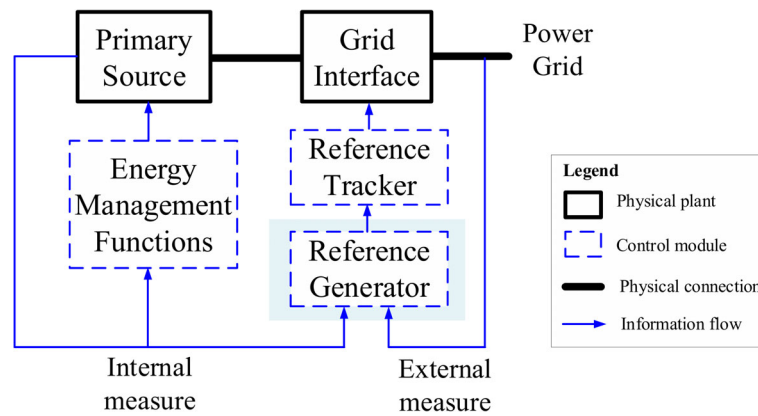 Primary
Source
Grid
Interface
Power
Grid
Energy
Management
Functions
Reference
Tracker
Reference
Generator
Internal
measure
External
measure
Legend
Physical plant
Control module
Physical connection
Information flow